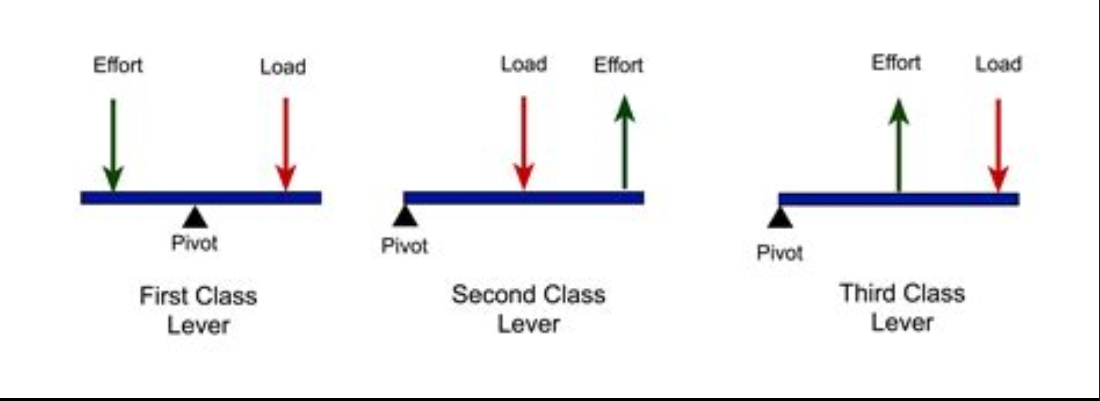 Effort
Load
Pivot
First Class
Lever
Load
Effort
Pivot
Second Class
Lever
Effort
Load
Pivot
Third Class
Lever